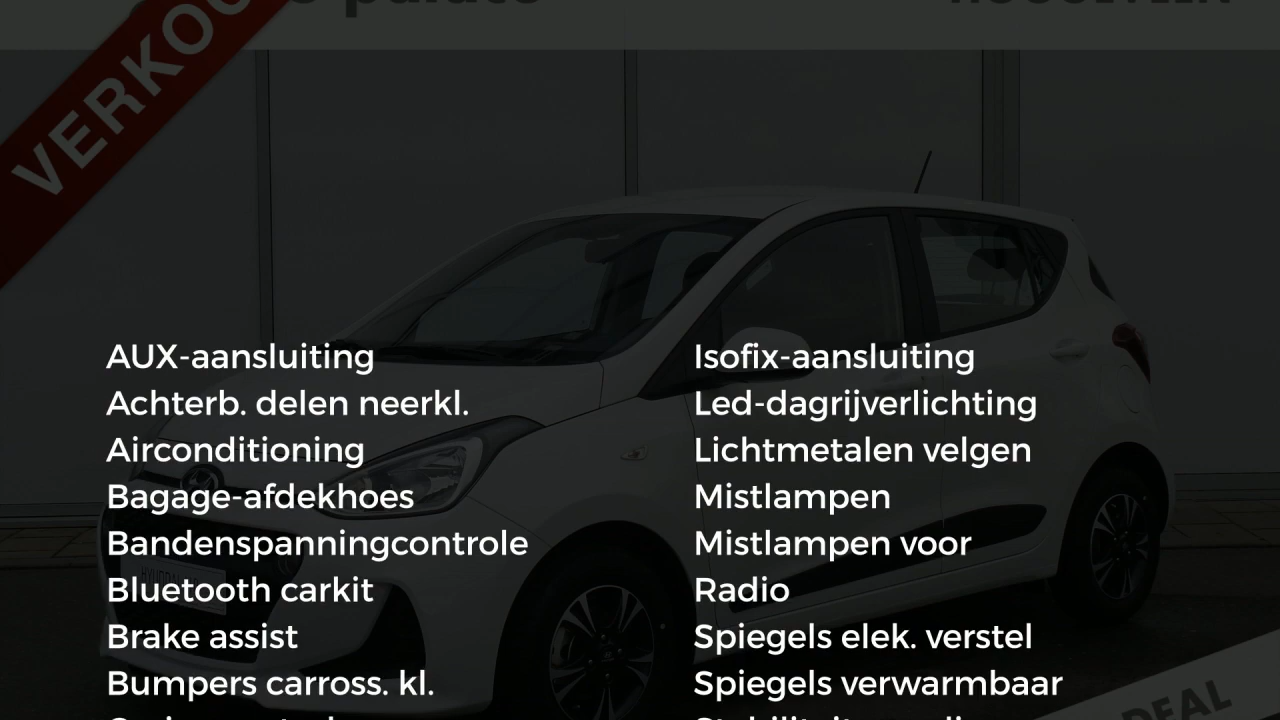 AUX-aansluiting
Achterb. delen neerkl.
Airconditioning
Bagage-afdekhoes
Bandenspanningcontrole
Bluetooth carkit
Brake assist
Bumpers carross. kl.
Isofix-aansluiting
Led-dagrijverlichting
Lichtmetalen velgen
Mistlampen
Mistlampen voor
Radio
Spiegels elek. verstel
Spiegels verwarmbaar